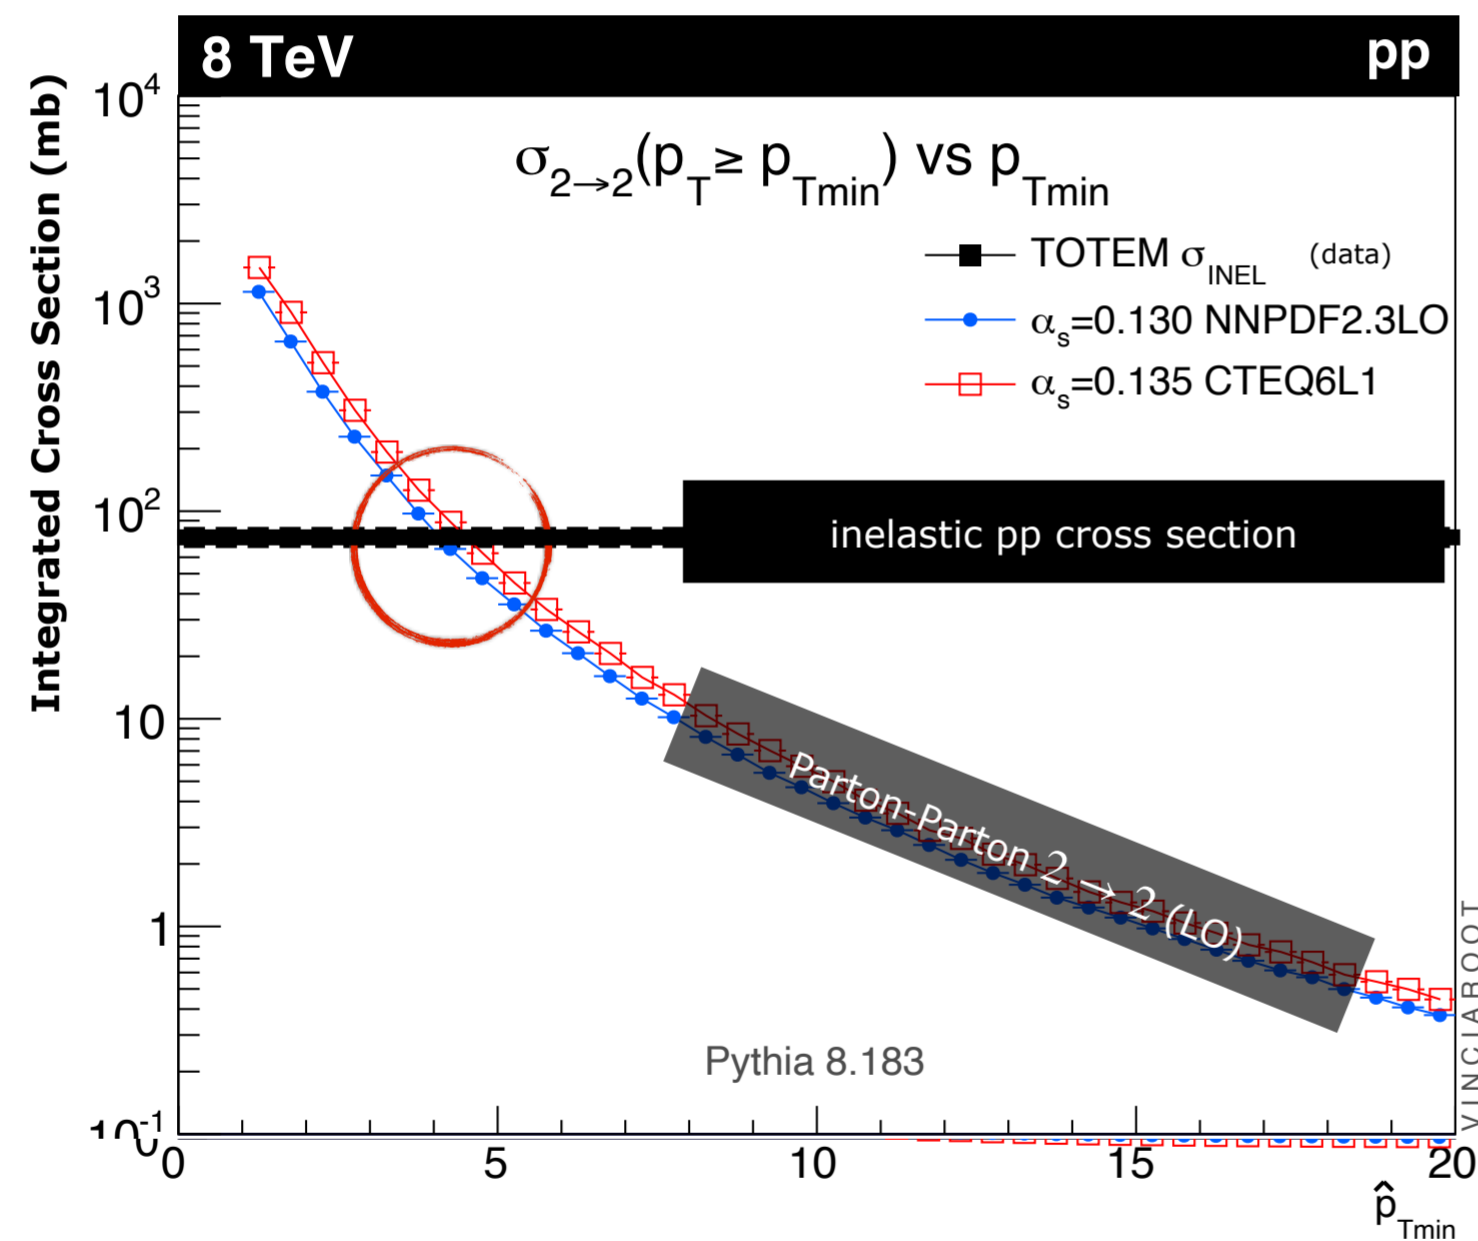 8 TeV pp
σ2→2(pT≥ pTmin) vs pTmin
TOTEM σINEL (data)
αs=0.130 NNPDF2.3LO
αs=0.135 CTEQ6L1
Integrated Cross Section (mb)
10^4
10^3
10^2
10
1
10^-1
inelastic pp cross section
Parton-Parton 2 → 2 (LO)
Pythia 8.183
VINCIAROOT
0 5 10 15 20
p̂Tmin